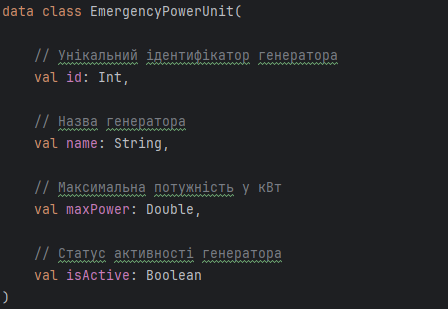 data class EmergencyPowerUnit(
// Унікальний ідентифікатор генератора
val id: Int,
// Назва генератора
val name: String,
// Максимальна потужність у кВт
val maxPower: Double,
// Статус активності генератора
val isActive: Boolean
)